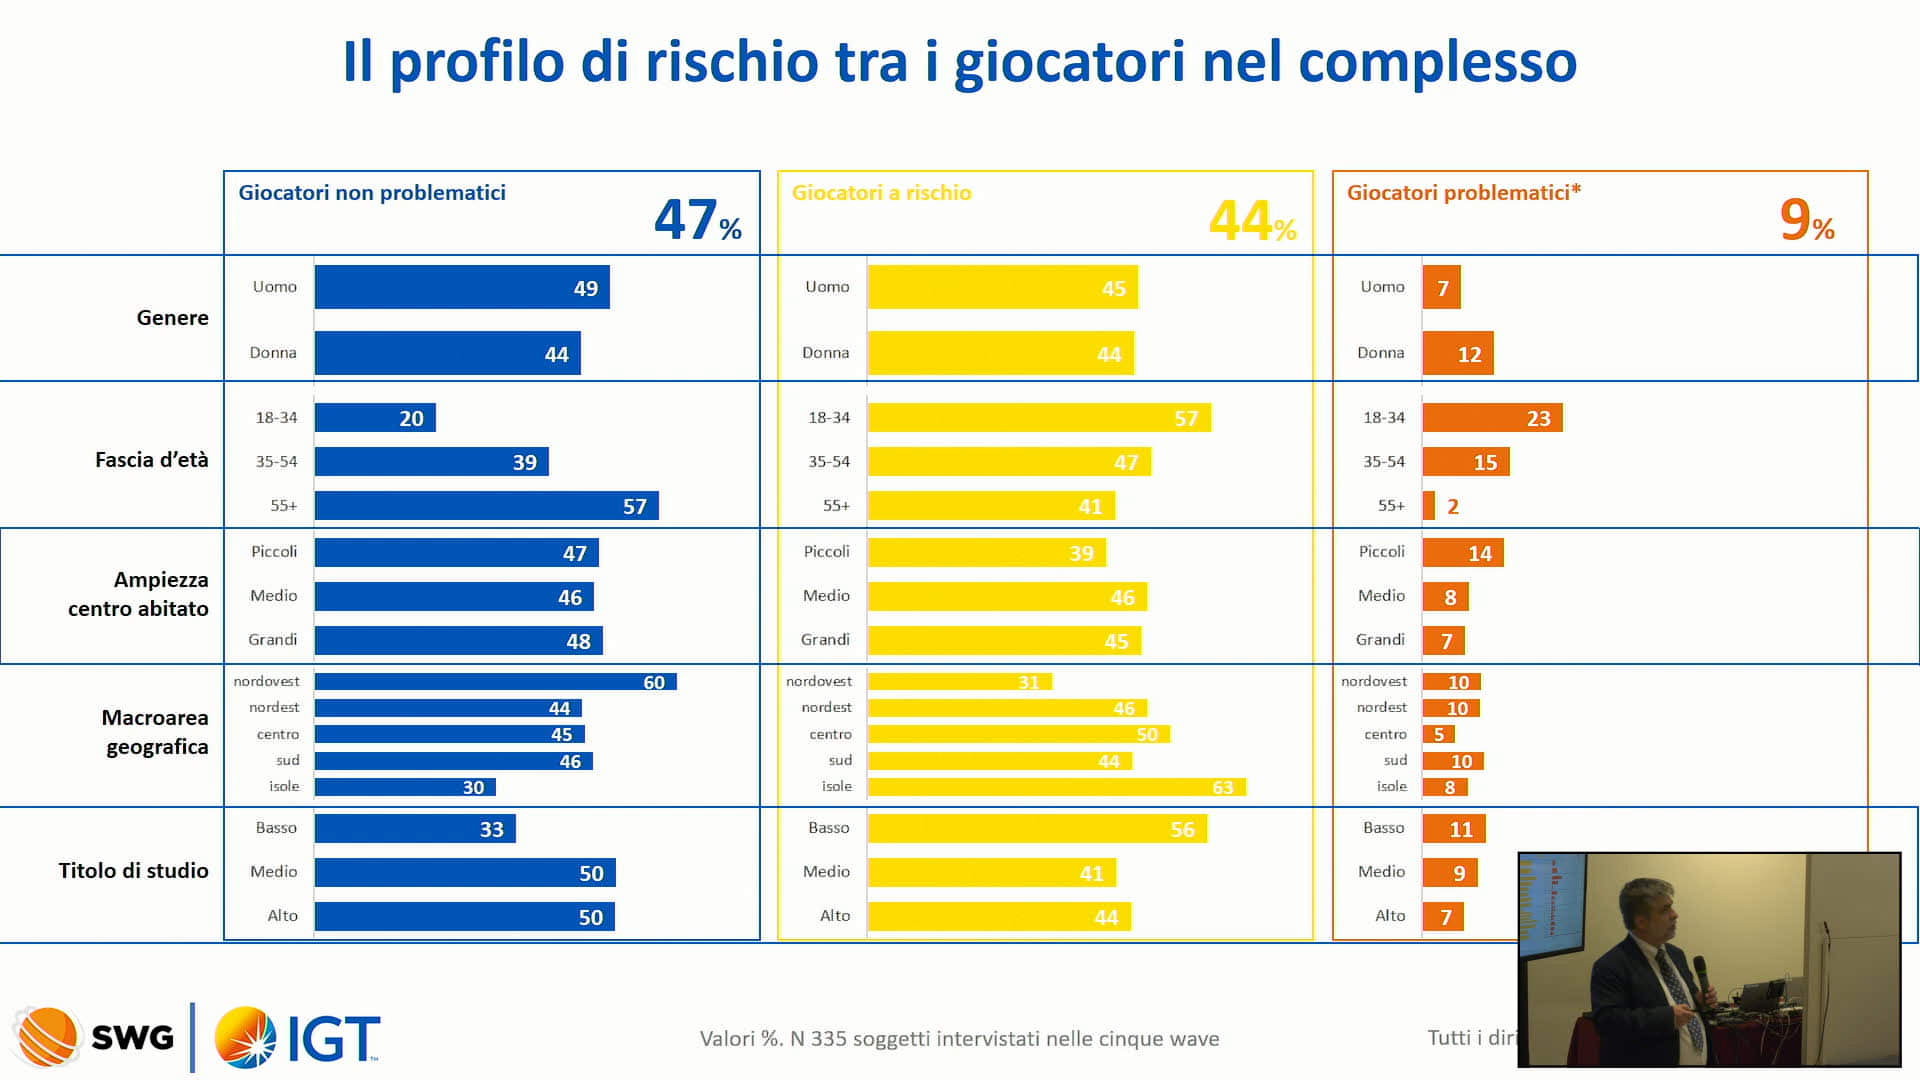 Il profilo di rischio tra i giocatori nel complesso
Giocatori non problematici
47%
Giocatori a rischio
44%
Giocatori problematici*
9%
Genere
Uomo 49
Donna 44
Uomo 45
Donna 44
Uomo 7
Donna 12
Fascia d’età
18-34 20
35-54 39
55+ 57
18-34 57
35-54 47
55+ 41
18-34 23
35-54 15
55+ 2
Ampiezza
centro abitato
Piccoli 47
Medio 46
Grandi 48
Piccoli 39
Medio 46
Grandi 45
Piccoli 14
Medio 8
Grandi 7
Macroarea
geografica
nordovest 60
nordest 44
centro 45
sud 46
isole 30
nordovest 31
nordest 46
centro 50
sud 44
isole 63
nordovest 10
nordest 10
centro 5
sud 10
isole 8
Titolo di studio
Basso 33
Medio 50
Alto 50
Basso 56
Medio 41
Alto 44
Basso 11
Medio 9
Alto 7
SWG
IGT™
Valori %. N 335 soggetti intervistati nelle cinque wave
Tutti i diri